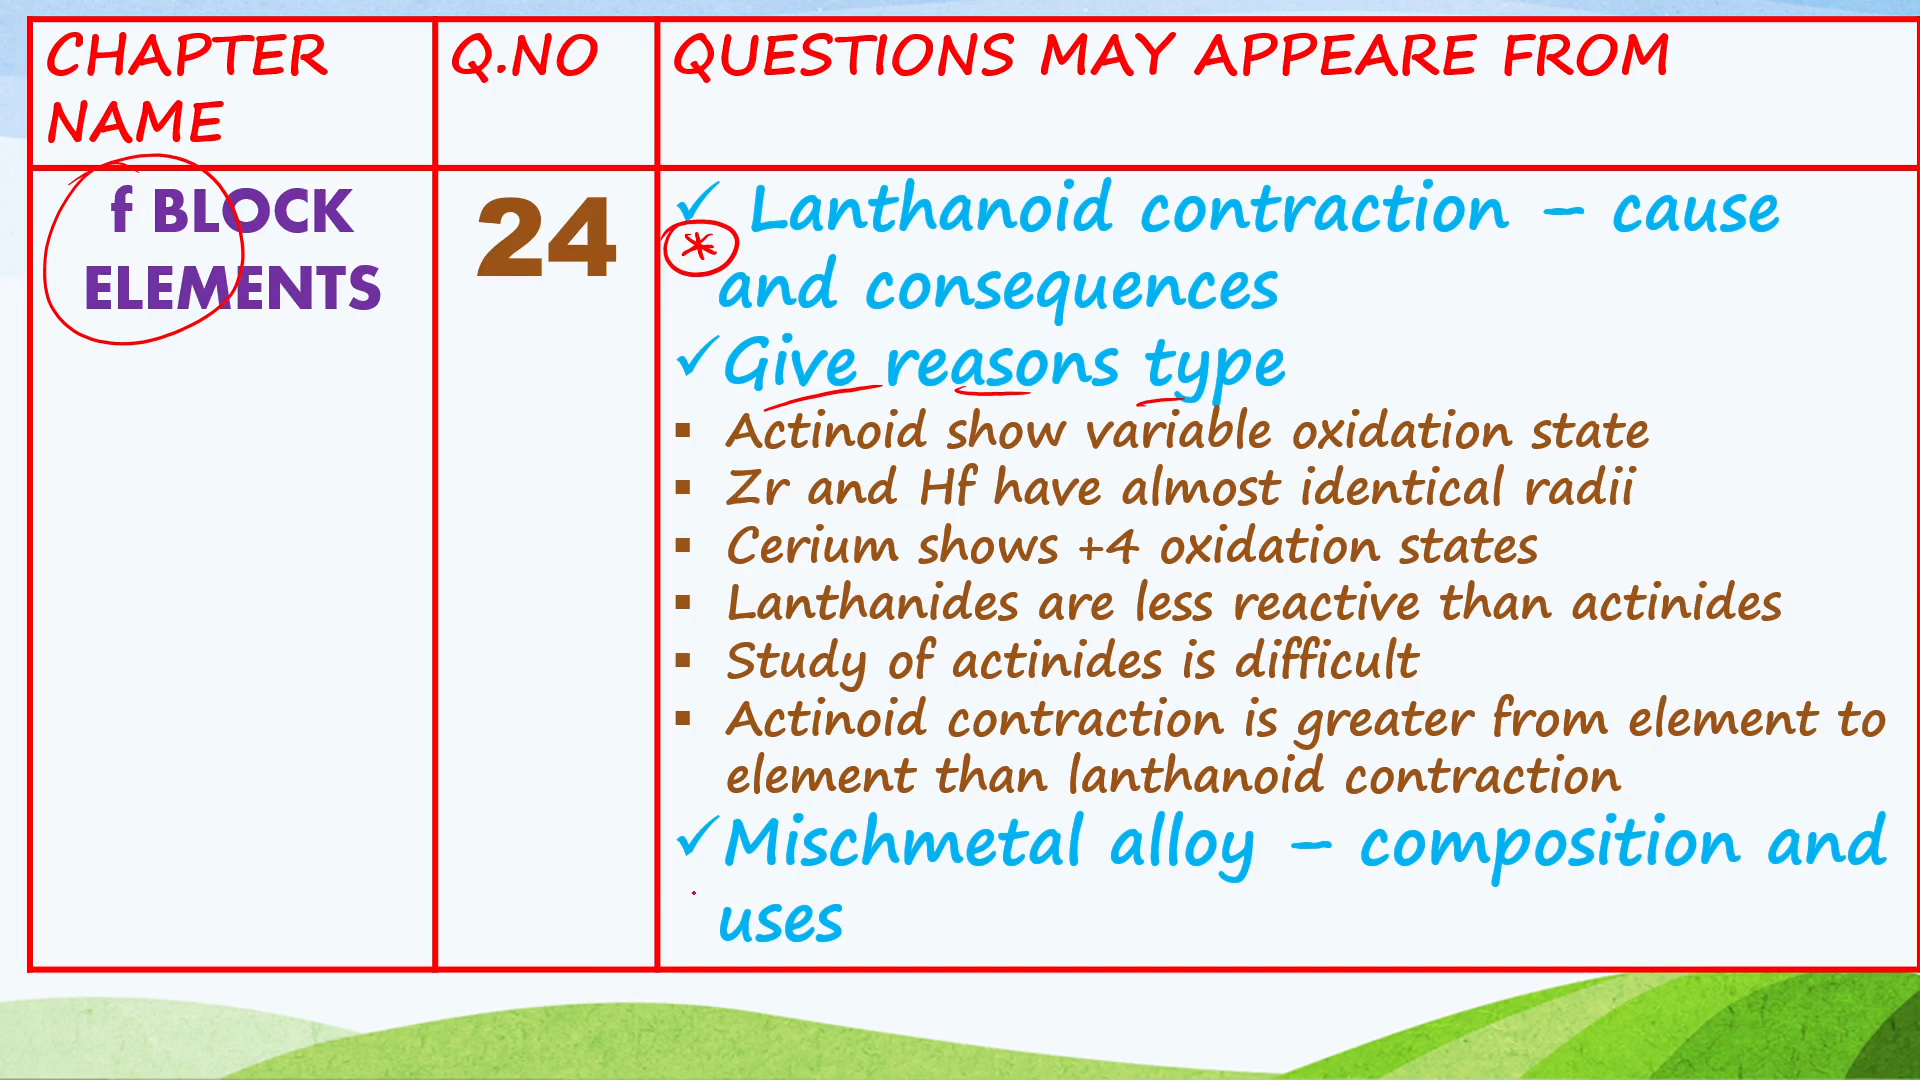 CHAPTER
NAME
Q.NO
QUESTIONS MAY APPEARE FROM
f BLOCK
ELEMENTS
24
✓ Lanthanoid contraction – cause
and consequences
✓Give reasons type
▪ Actinoid show variable oxidation state
▪ Zr and Hf have almost identical radii
▪ Cerium shows +4 oxidation states
▪ Lanthanides are less reactive than actinides
▪ Study of actinides is difficult
▪ Actinoid contraction is greater from element to
element than lanthanoid contraction
✓Mischmetal alloy – composition and
uses